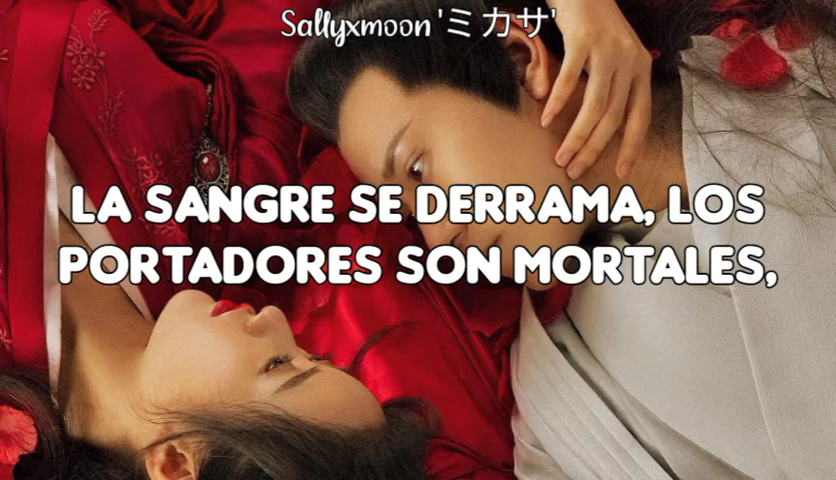 Sallyxmoon 'ミカサ'
LA SANGRE SE DERRAMA, LOS
PORTADORES SON MORTALES,